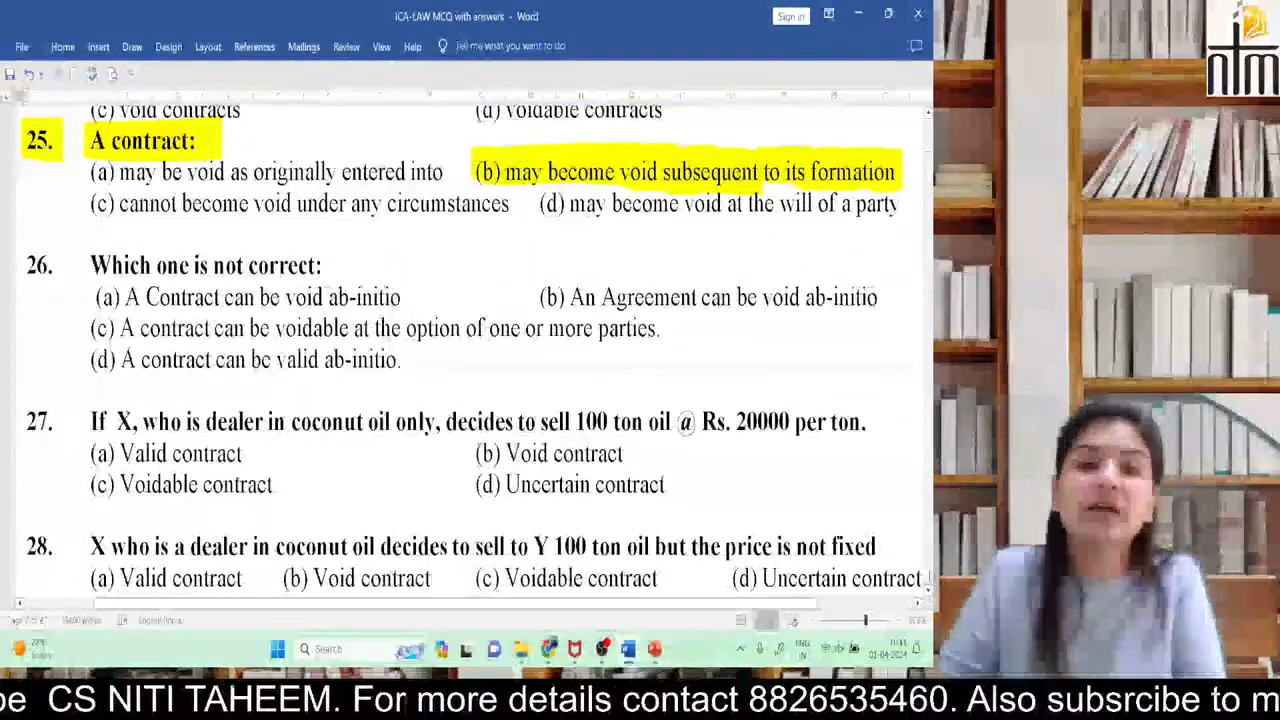 ICA-LAW MCQ with answers - Word
Sign in
File Home Insert Draw Design Layout References Mailings Review View Help Tell me what you want to do
(c) void contracts (d) voidable contracts
25. A contract:
(a) may be void as originally entered into (b) may become void subsequent to its formation
(c) cannot become void under any circumstances (d) may become void at the will of a party
26. Which one is not correct:
(a) A Contract can be void ab-initio (b) An Agreement can be void ab-initio
(c) A contract can be voidable at the option of one or more parties.
(d) A contract can be valid ab-initio.
27. If X, who is dealer in coconut oil only, decides to sell 100 ton oil @ Rs. 20000 per ton.
(a) Valid contract (b) Void contract
(c) Voidable contract (d) Uncertain contract
28. X who is a dealer in coconut oil decides to sell to Y 100 ton oil but the price is not fixed
(a) Valid contract (b) Void contract (c) Voidable contract (d) Uncertain contract
Search
ENG
IN
01-04-2024
ntm
be CS NITI TAHEEM. For more details contact 8826535460. Also subsrcibe to m